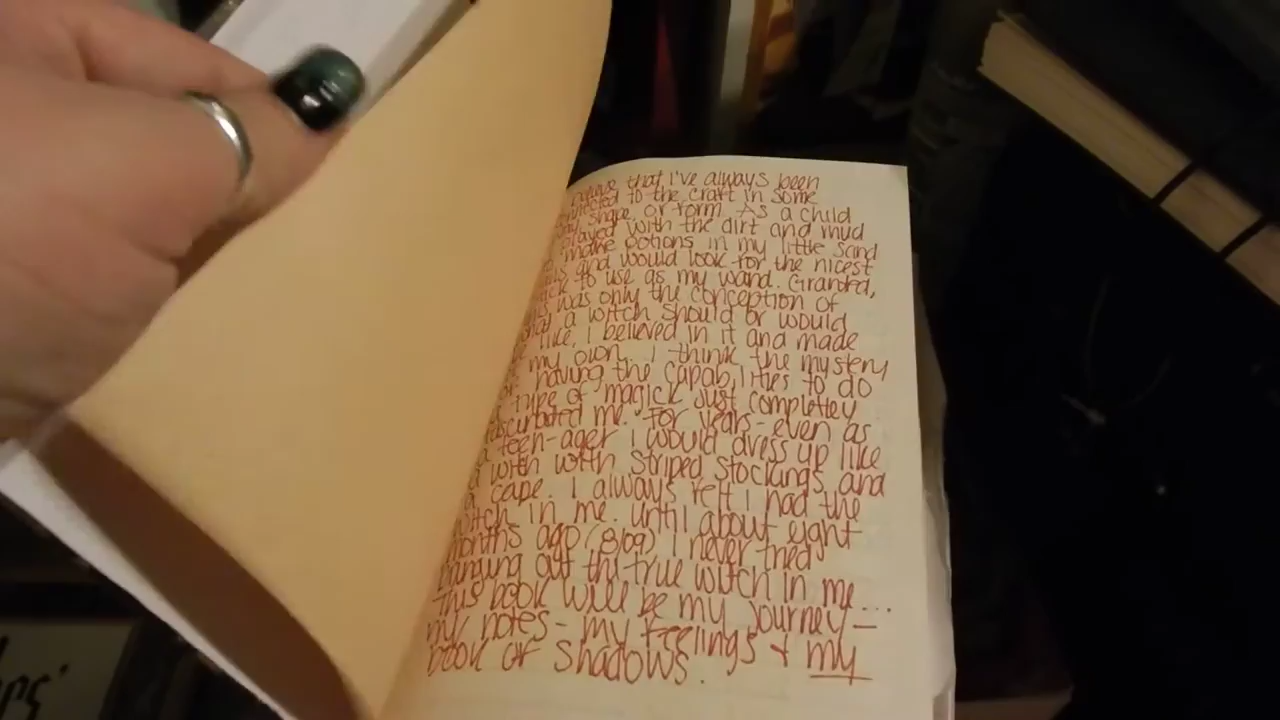 that I've always been
to the craft in some
shape, or form. As a child
played with the dirt and mud
make potions in my little sand
and would look for the nicest
to use as my wand. Granted,
was only the conception of
a witch should or would
like, I believed in it and made
my own. I think the mystery
having the capabilities to do
type of magick just completley
me. For years - even as
teen-ager I would dress up like
a witch with striped stockings and
a cape. I always felt I had the
witch in me. Until about eight
months ago (8/09) I never tried
bringing out the true witch in me...
This book will be my journey -
my notes - my feelings & my
book of shadows.